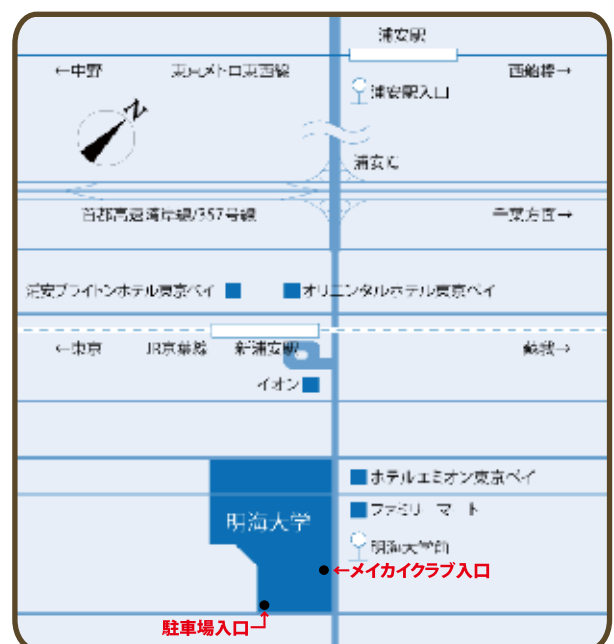 浦安駅
←中野
東京メトロ東西線
西船橋→
浦安駅入口
浦安IC
首都高速湾岸線/357号線
千葉方面→
浦安ブライトンホテル東京ベイ
オリエンタルホテル東京ベイ
←東京
JR京葉線
新浦安駅
蘇我→
イオン
ホテルエミオン東京ベイ
明海大学
ファミリーマート
明海大学前
←メイカイクラブ入口
駐車場入口
N